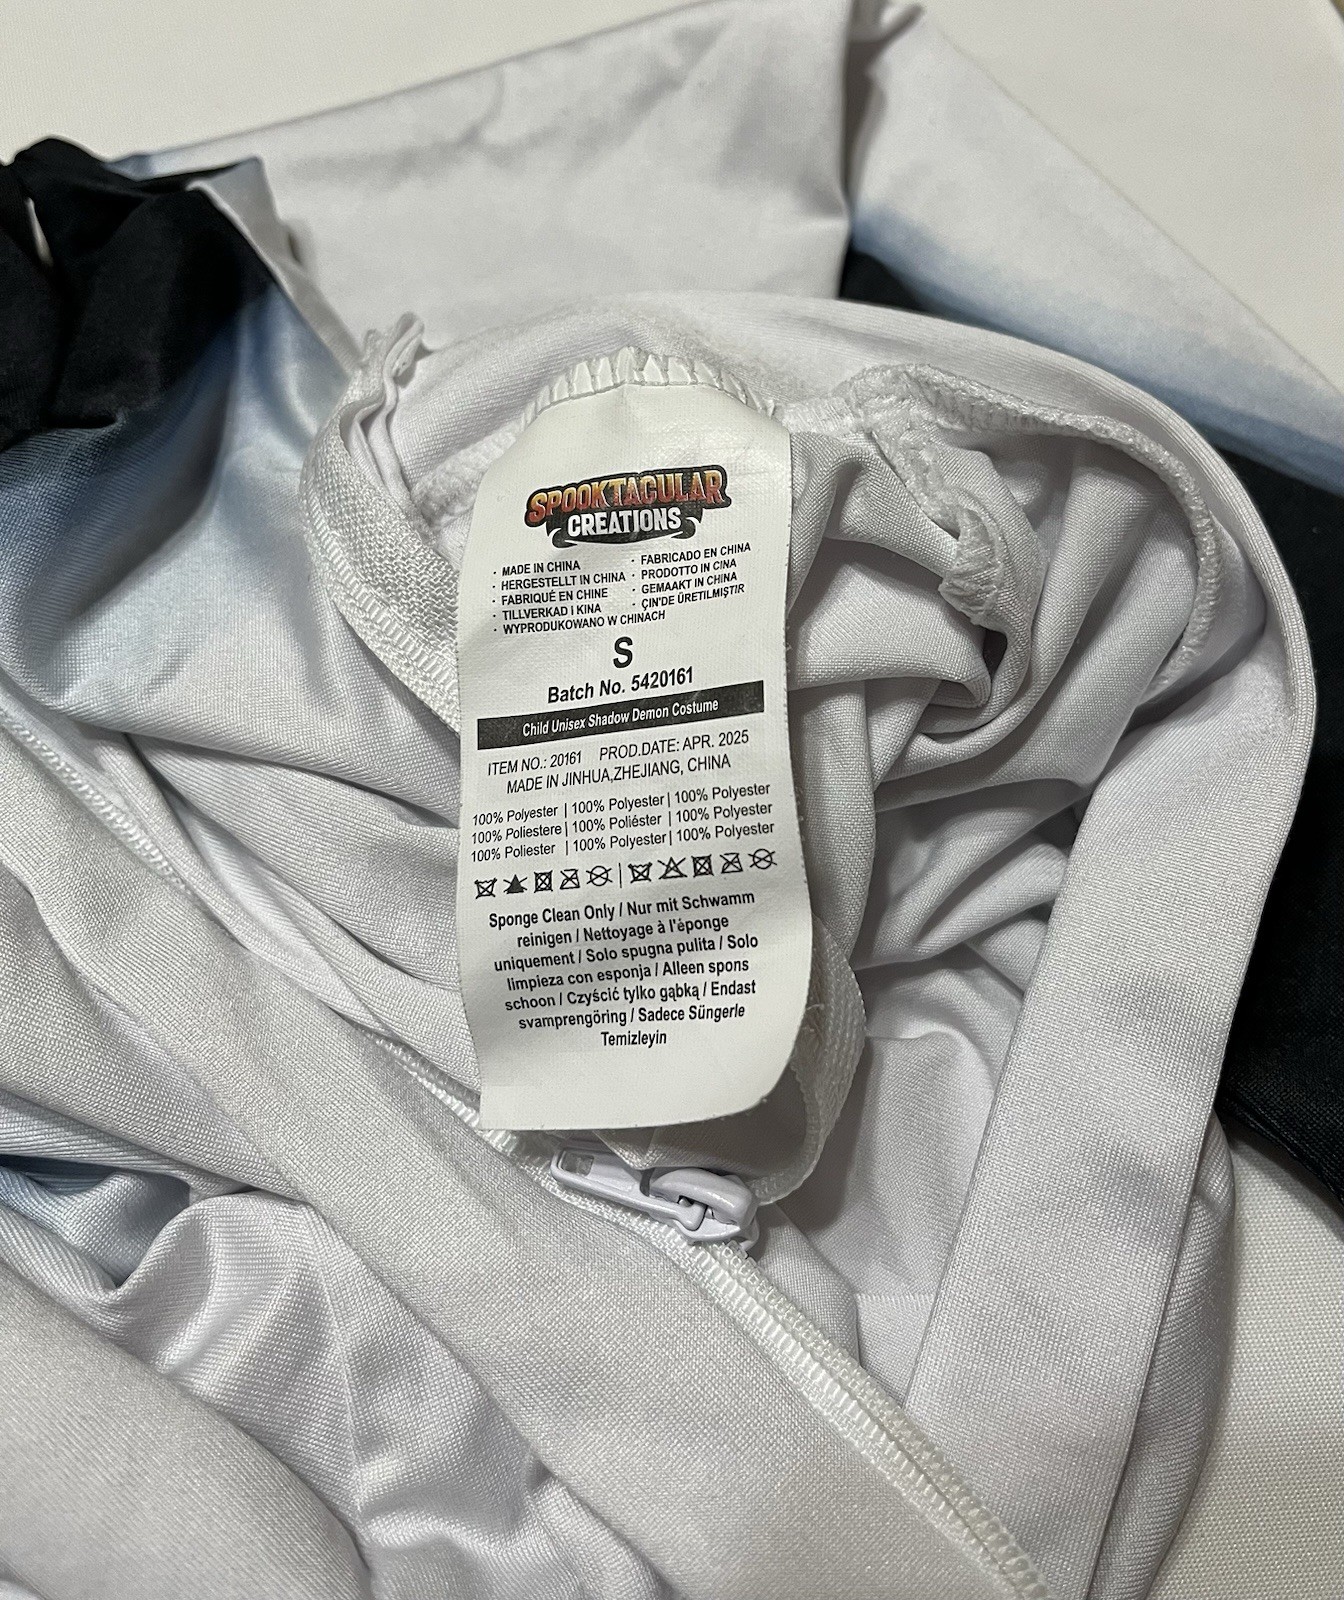 SPOOKTACULAR
CREATIONS
· MADE IN CHINA
· HERGESTELLT IN CHINA
· FABRIQUÉ EN CHINE
· TILLVERKAD I KINA
· WYPRODUKOWANO W CHINACH
· FABRICADO EN CHINA
· PRODOTTO IN CINA
· GEMAAKT IN CHINA
· ÇIN'DE ÜRETILMIŞTIR
S
Batch No. 5420161
Child Unisex Shadow Demon Costume
ITEM NO.: 20161 PROD.DATE: APR. 2025
MADE IN JINHUA,ZHEJIANG, CHINA
100% Polyester | 100% Polyester | 100% Polyester
100% Poliestere | 100% Poliéster | 100% Polyester
100% Poliester | 100% Polyester | 100% Polyester
Sponge Clean Only / Nur mit Schwamm
reinigen / Nettoyage à l'éponge
uniquement / Solo spugna pulita / Solo
limpieza con esponja / Alleen spons
schoon / Czyścić tylko gąbką / Endast
svamprengöring / Sadece Süngerle
Temizleyin